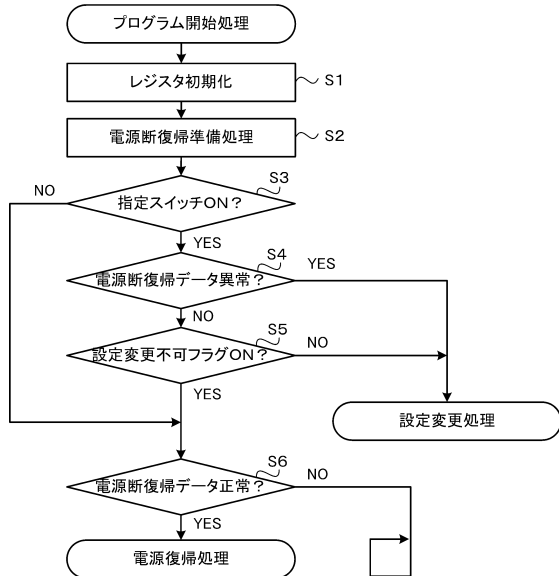 プログラム開始処理
レジスタ初期化
S1
電源断復帰準備処理
S2
S3
NO
指定スイッチON？
YES
S4
電源断復帰データ異常？
YES
NO
S5
設定変更不可フラグON？
NO
YES
設定変更処理
S6
電源断復帰データ正常？
NO
YES
電源復帰処理